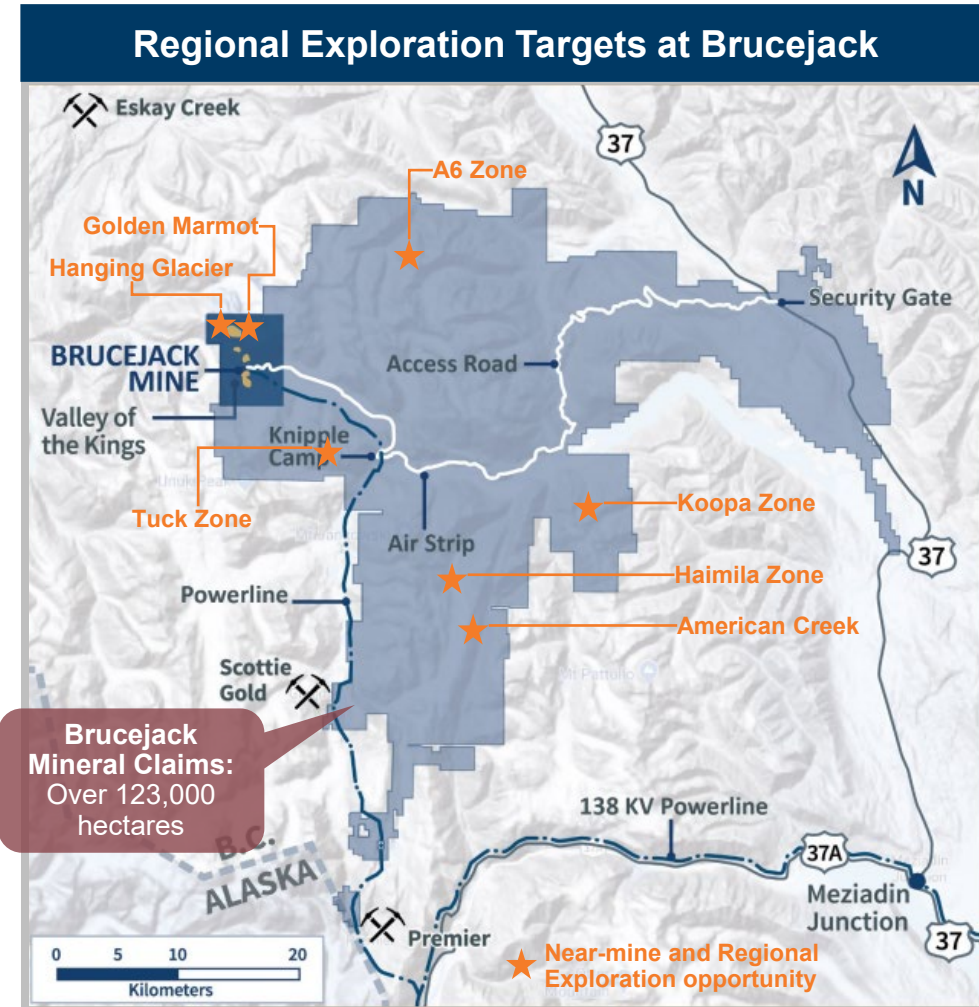 Regional Exploration Targets at Brucejack
Eskay Creek
37
N
A6 Zone
Golden Marmot
Hanging Glacier
Security Gate
BRUCEJACK
MINE
Access Road
Valley of
the Kings
Knipple
Camp
Tuck Zone
Koopa Zone
Air Strip
37
Haimila Zone
Powerline
American Creek
Mt Pattullo
Scottie
Gold
Brucejack
Mineral Claims:
Over 123,000
hectares
138 KV Powerline
B.C.
ALASKA
37A
Meziadin
Junction
Premier
37
Near-mine and Regional
Exploration opportunity
0 5 10 20
Kilometers